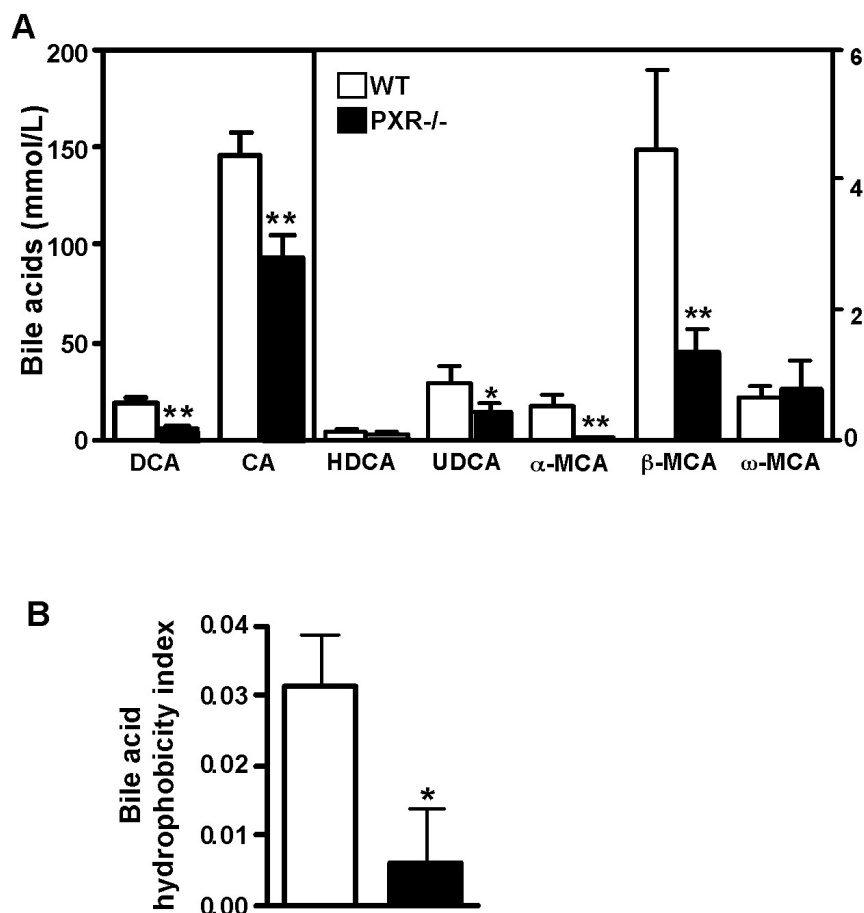 A
Bile acids (mmol/L)
200
150
100
50
0
WT
PXR-/-
**
**
*
**
**
6
4
2
0
DCA CA HDCA UDCA α-MCA β-MCA ω-MCA
B
Bile acid
hydrophobicity index
0.04
0.03
0.02
0.01
0.00
*